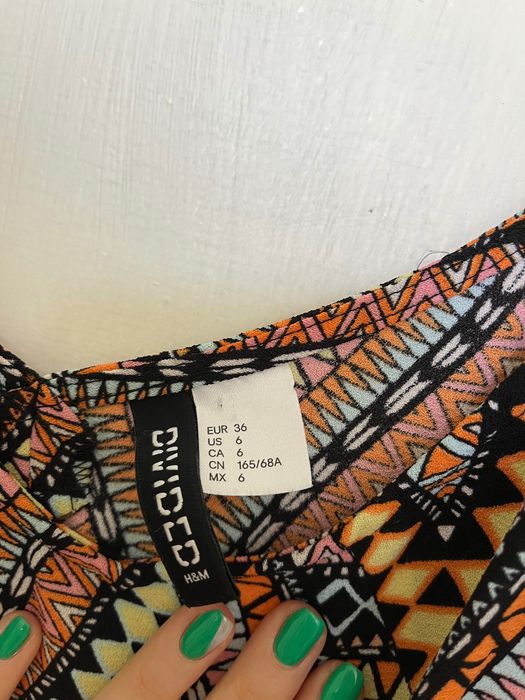 EUR 36
US 6
CA 6
CN 165/68A
MX 6
DIVIDED
H&M